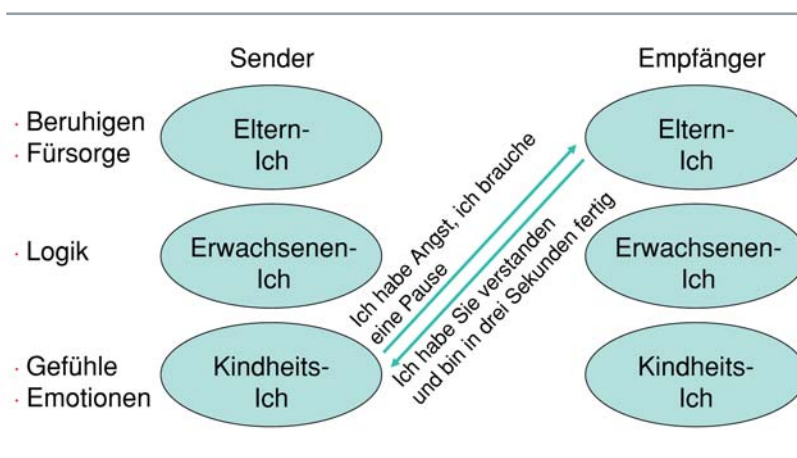 Sender
Empfänger
· Beruhigen
· Fürsorge
Eltern-
Ich
Eltern-
Ich
· Logik
Erwachsenen-
Ich
Erwachsenen-
Ich
· Gefühle
· Emotionen
Kindheits-
Ich
Kindheits-
Ich
Ich habe Angst, ich brauche
eine Pause
Ich habe Sie verstanden
und bin in drei Sekunden fertig